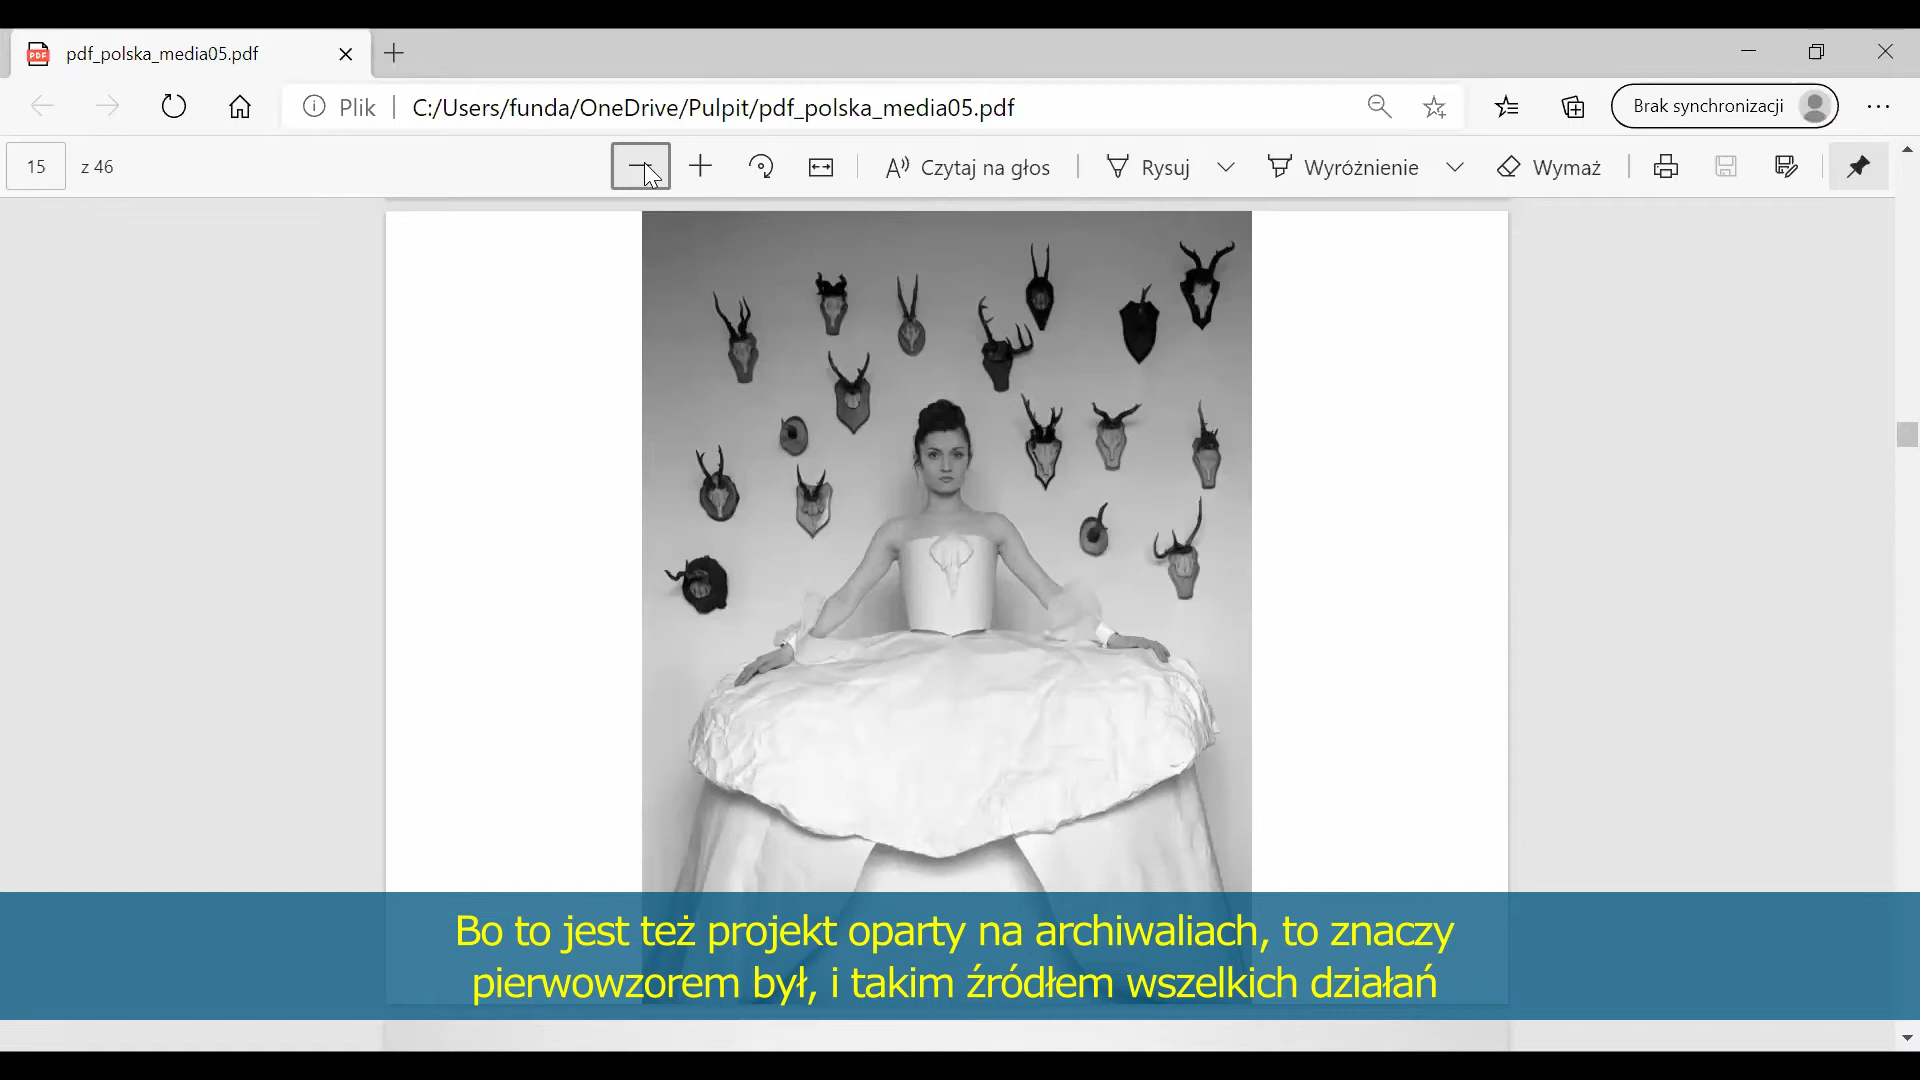 pdf_polska_media05.pdf
Plik
C:/Users/funda/OneDrive/Pulpit/pdf_polska_media05.pdf
Brak synchronizacji
15 z 46
Czytaj na głos
Rysuj
Wyróżnienie
Wymaż
Bo to jest też projekt oparty na archiwaliach, to znaczy
pierwowzorem był, i takim źródłem wszelkich działań